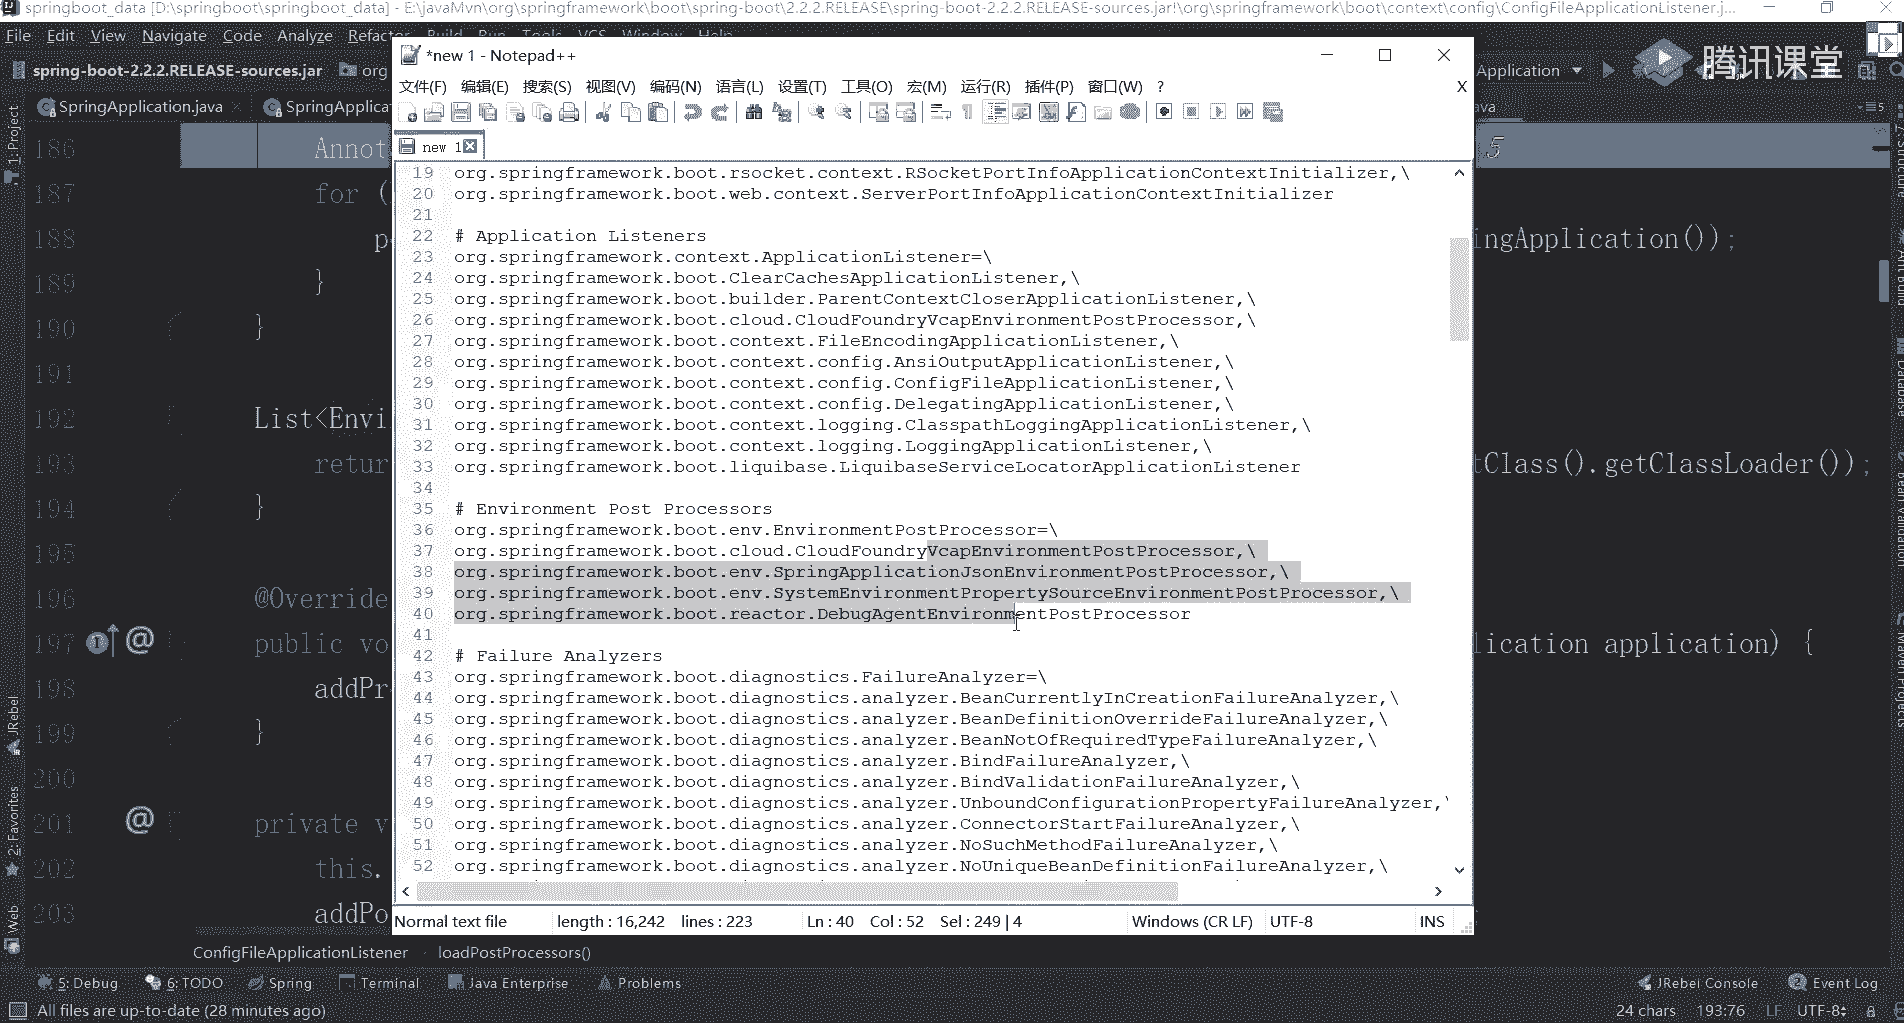 springboot_data [D:\springboot\springboot_data] - E:\javaMvn\org\springframework\boot\spring-boot\2.2.2.RELEASE\spring-boot-2.2.2.RELEASE-sources.jar!\org\springframework\boot\context\config\ConfigFileApplicationListener.j...
File Edit View Navigate Code Analyze Refactor Build Run Tools VCS Window Help
spring-boot-2.2.2.RELEASE-sources.jar org
Application
腾讯课堂
SpringApplication.java
SpringApplica
ava
*new 1 - Notepad++
文件(F) 编辑(E) 搜索(S) 视图(V) 编码(N) 语言(L) 设置(T) 工具(O) 宏(M) 运行(R) 插件(P) 窗口(W) ? X
new 1
19 org.springframework.boot.rsocket.context.RSocketPortInfoApplicationContextInitializer,\
20 org.springframework.boot.web.context.ServerPortInfoApplicationContextInitializer
21
22 # Application Listeners
23 org.springframework.context.ApplicationListener=\
24 org.springframework.boot.ClearCachesApplicationListener,\
25 org.springframework.boot.builder.ParentContextCloserApplicationListener,\
26 org.springframework.boot.cloud.CloudFoundryVcapEnvironmentPostProcessor,\
27 org.springframework.boot.context.FileEncodingApplicationListener,\
28 org.springframework.boot.context.config.AnsiOutputApplicationListener,\
29 org.springframework.boot.context.config.ConfigFileApplicationListener,\
30 org.springframework.boot.context.config.DelegatingApplicationListener,\
31 org.springframework.boot.context.logging.ClasspathLoggingApplicationListener,\
32 org.springframework.boot.context.logging.LoggingApplicationListener,\
33 org.springframework.boot.liquibase.LiquibaseServiceLocatorApplicationListener
34
35 # Environment Post Processors
36 org.springframework.boot.env.EnvironmentPostProcessor=\
37 org.springframework.boot.cloud.CloudFoundryVcapEnvironmentPostProcessor,\
38 org.springframework.boot.env.SpringApplicationJsonEnvironmentPostProcessor,\
39 org.springframework.boot.env.SystemEnvironmentPropertySourceEnvironmentPostProcessor,\
40 org.springframework.boot.reactor.DebugAgentEnvironmentPostProcessor
41
42 # Failure Analyzers
43 org.springframework.boot.diagnostics.FailureAnalyzer=\
44 org.springframework.boot.diagnostics.analyzer.BeanCurrentlyInCreationFailureAnalyzer,\
45 org.springframework.boot.diagnostics.analyzer.BeanDefinitionOverrideFailureAnalyzer,\
46 org.springframework.boot.diagnostics.analyzer.BeanNotOfRequiredTypeFailureAnalyzer,\
47 org.springframework.boot.diagnostics.analyzer.BindFailureAnalyzer,\
48 org.springframework.boot.diagnostics.analyzer.BindValidationFailureAnalyzer,\
49 org.springframework.boot.diagnostics.analyzer.UnboundConfigurationPropertyFailureAnalyzer,
50 org.springframework.boot.diagnostics.analyzer.ConnectorStartFailureAnalyzer,\
51 org.springframework.boot.diagnostics.analyzer.NoSuchMethodFailureAnalyzer,\
52 org.springframework.boot.diagnostics.analyzer.NoUniqueBeanDefinitionFailureAnalyzer,\
Normal text file length : 16,242 lines : 223 Ln : 40 Col : 52 Sel : 249 | 4 Windows (CR LF) UTF-8 INS
186 Annot
187 for (
188 p ingApplication());
189 }
190 }
191
192 List<Envi
193 retur tClass().getClassLoader());
194 }
195
196 @Override
197 public vo lication application) {
198 addPr
199 }
200
201 private v
202 this.
203 addPo
1: Project
JRebel
2: Favorites
Web
ConfigFileApplicationListener loadPostProcessors()
5: Debug 6: TODO Spring Terminal Java Enterprise Problems JRebel Console Event Log
All files are up-to-date (28 minutes ago) 24 chars 193:76 LF UTF-8